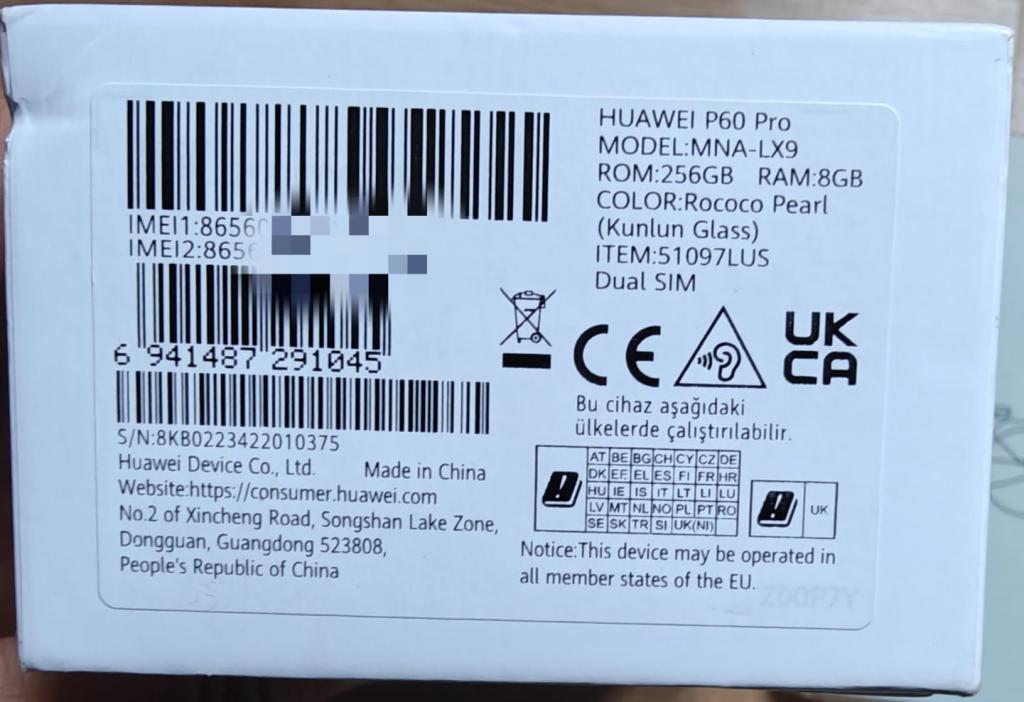 HUAWEI P60 Pro
MODEL:MNA-LX9
ROM:256GB RAM:8GB
COLOR:Rococo Pearl
(Kunlun Glass)
ITEM:51097LUS
Dual SIM
IMEI1:8656
IMEI2:865
6 941487 291045
S/N:8KB0223422010375
Huawei Device Co., Ltd. Made in China
Website:https://consumer.huawei.com
No.2 of Xincheng Road, Songshan Lake Zone,
Dongguan, Guangdong 523808,
People's Republic of China
CE
UK
CA
Bu cihaz aşağıdaki
ülkelerde çalıştırılabilir.
AT BE BG CH CY CZ DE
DK EE EL ES FI FR HR
HU IE IS IT LT LI LU
LV MT NL NO PL PT RO
SE SK TR SI UK(NI)
UK
Notice:This device may be operated in
all member states of the EU.